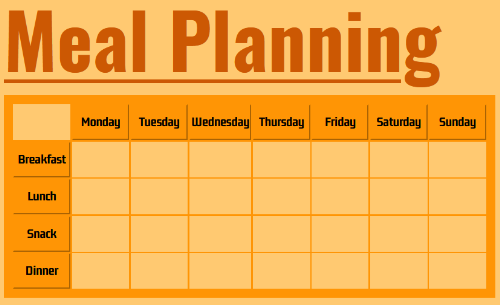 Meal Planning
Monday Tuesday Wednesday Thursday Friday Saturday Sunday
Breakfast
Lunch
Snack
Dinner